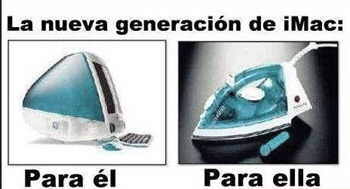 La nueva generación de iMac:
Para él
Para ella